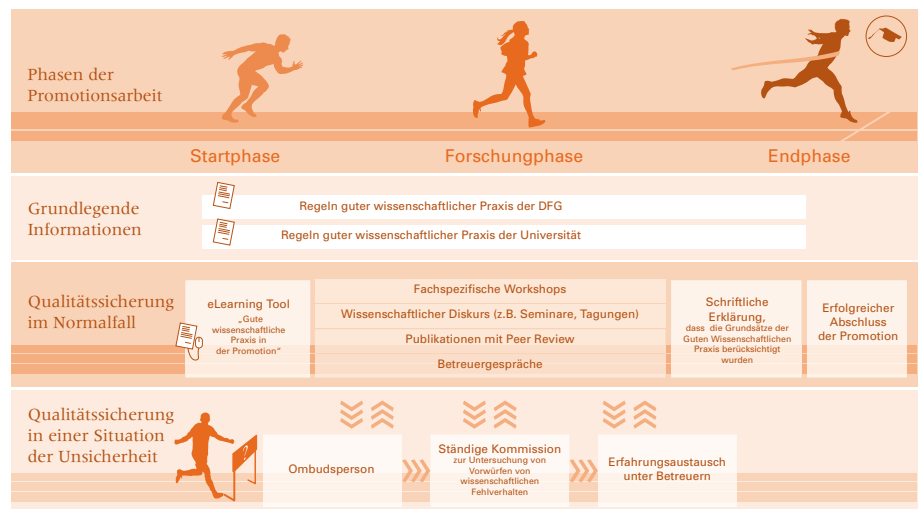 Phasen der
Promotionsarbeit
Startphase
Forschungphase
Endphase
Grundlegende
Informationen
Regeln guter wissenschaftlicher Praxis der DFG
Regeln guter wissenschaftlicher Praxis der Universität
Qualitätssicherung
im Normalfall
eLearning Tool
„Gute
wissenschaftliche
Praxis in
der Promotion“
Fachspezifische Workshops
Wissenschaftlicher Diskurs (z.B. Seminare, Tagungen)
Publikationen mit Peer Review
Betreuergespräche
Schriftliche
Erklärung,
dass die Grundsätze der
Guten Wissenschaftlichen
Praxis berücksichtigt
wurden
Erfolgreicher
Abschluss
der Promotion
Qualitätssicherung
in einer Situation
der Unsicherheit
?
Ombudsperson
Ständige Kommission
zur Untersuchung von
Vorwürfen von
wissenschaftlichen
Fehlverhalten
Erfahrungsaustausch
unter Betreuern